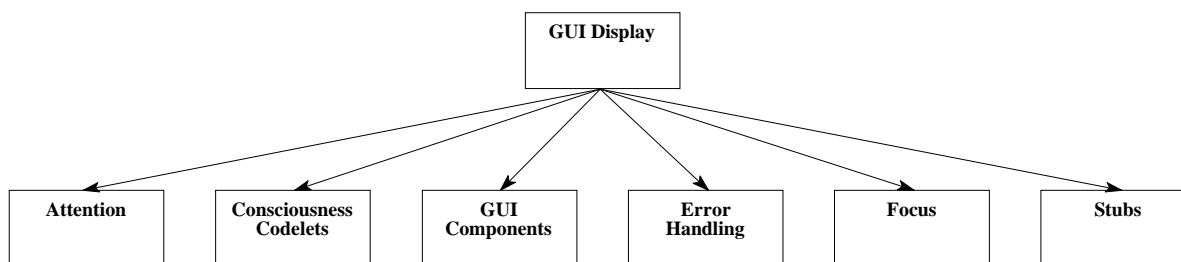 GUI Display
Attention
Consciousness
Codelets
GUI
Components
Error
Handling
Focus
Stubs